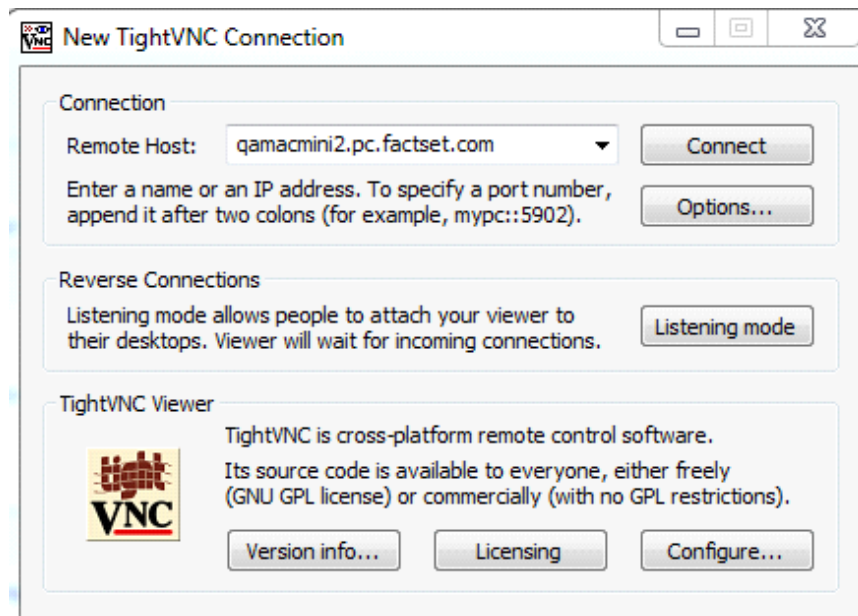 VNC
New TightVNC Connection
Connection
Remote Host: qamacmini2.pc.factset.com Connect
Enter a name or an IP address. To specify a port number,
append it after two colons (for example, mypc::5902).
Options...
Reverse Connections
Listening mode allows people to attach your viewer to
their desktops. Viewer will wait for incoming connections.
Listening mode
TightVNC Viewer
tight
VNC
TightVNC is cross-platform remote control software.
Its source code is available to everyone, either freely
(GNU GPL license) or commercially (with no GPL restrictions).
Version info... Licensing Configure...